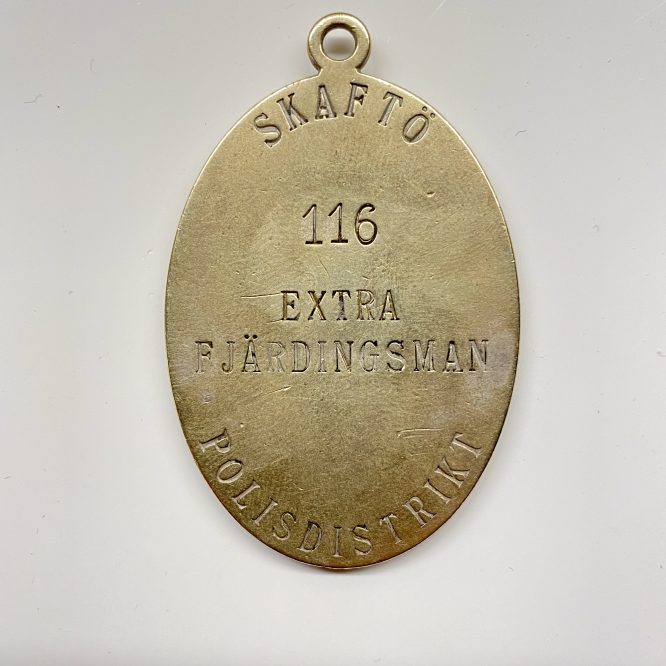 SKAFTÖ
116
EXTRA
FJÄRDINGSMAN
POLISDISTRIKT